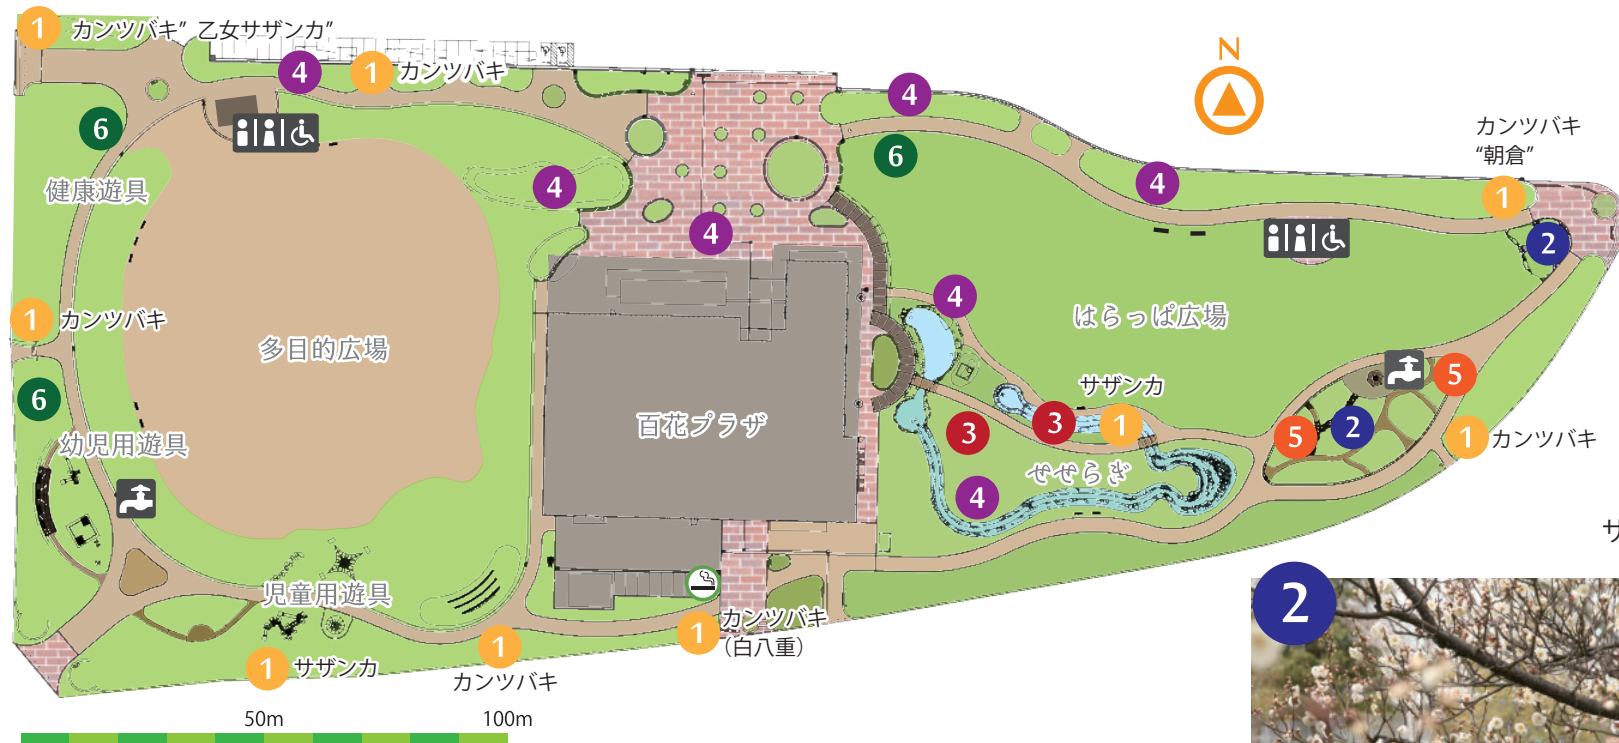 1 カンツバキ” 乙女サザンカ”
4 1 カンツバキ
N
4
カンツバキ
“朝倉”
6
6
健康遊具
4
4
1
4
2
1 カンツバキ
多目的広場
4
はらっぱ広場
6
百花プラザ
サザンカ
3
3
1
5
5
2
1 カンツバキ
幼児用遊具
せせらぎ
4
サ
児童用遊具
1 サザンカ
1
カンツバキ
1 カンツバキ
（白八重）
2
50m
100m